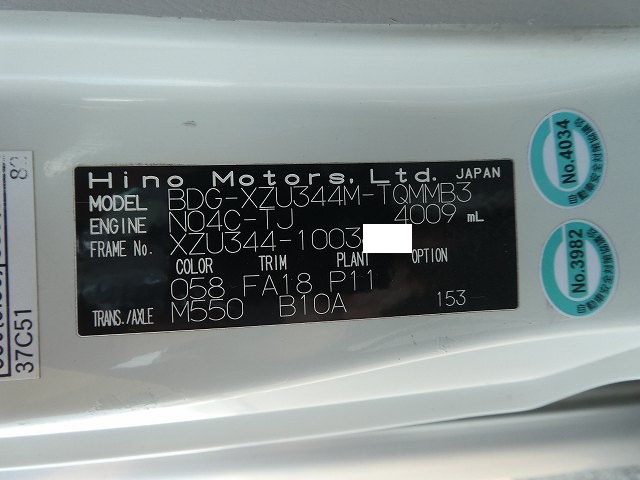 Hino Motors, Ltd. JAPAN
MODEL BDG-XZU344M-TQMMB3
ENGINE N04C-TJ 4009 mL
FRAME No. XZU344-1003
COLOR TRIM PLANT OPTION
058 FA18 P11
TRANS./AXLE M550 B10A 153
No.4034
No.3982
37C51